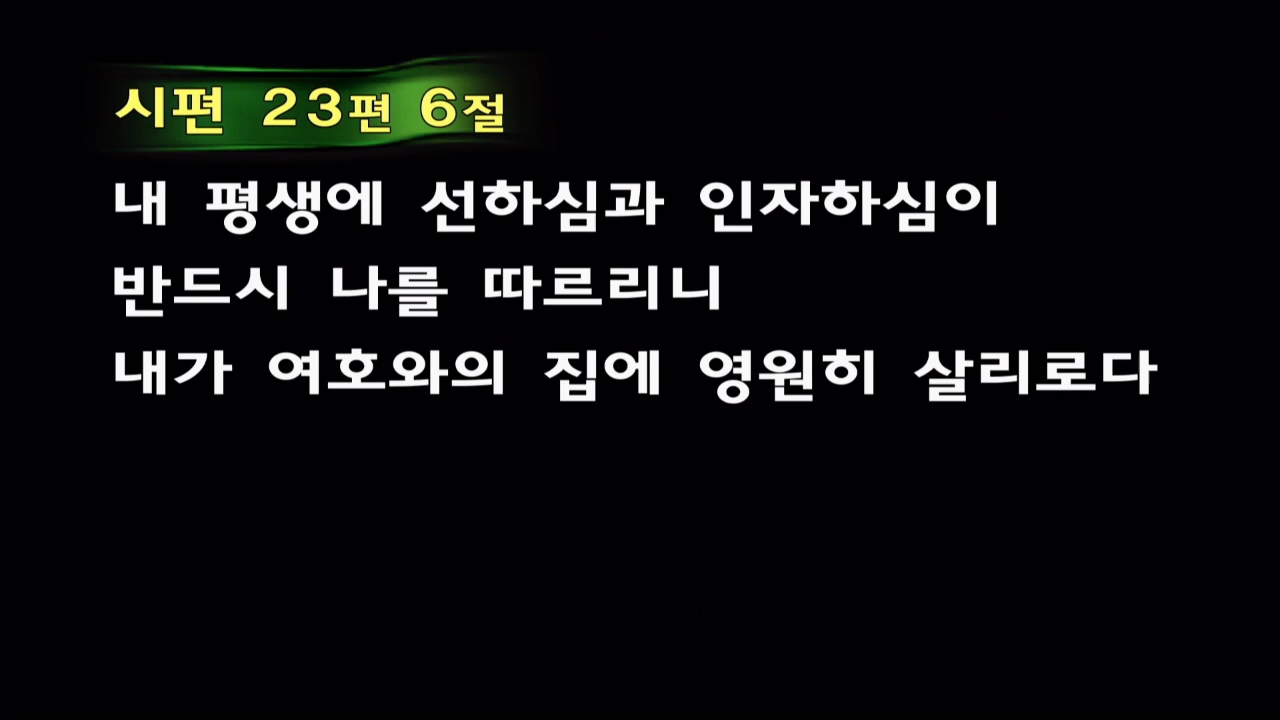 시편 23편 6절
내 평생에 선하심과 인자하심이
반드시 나를 따르리니
내가 여호와의 집에 영원히 살리로다